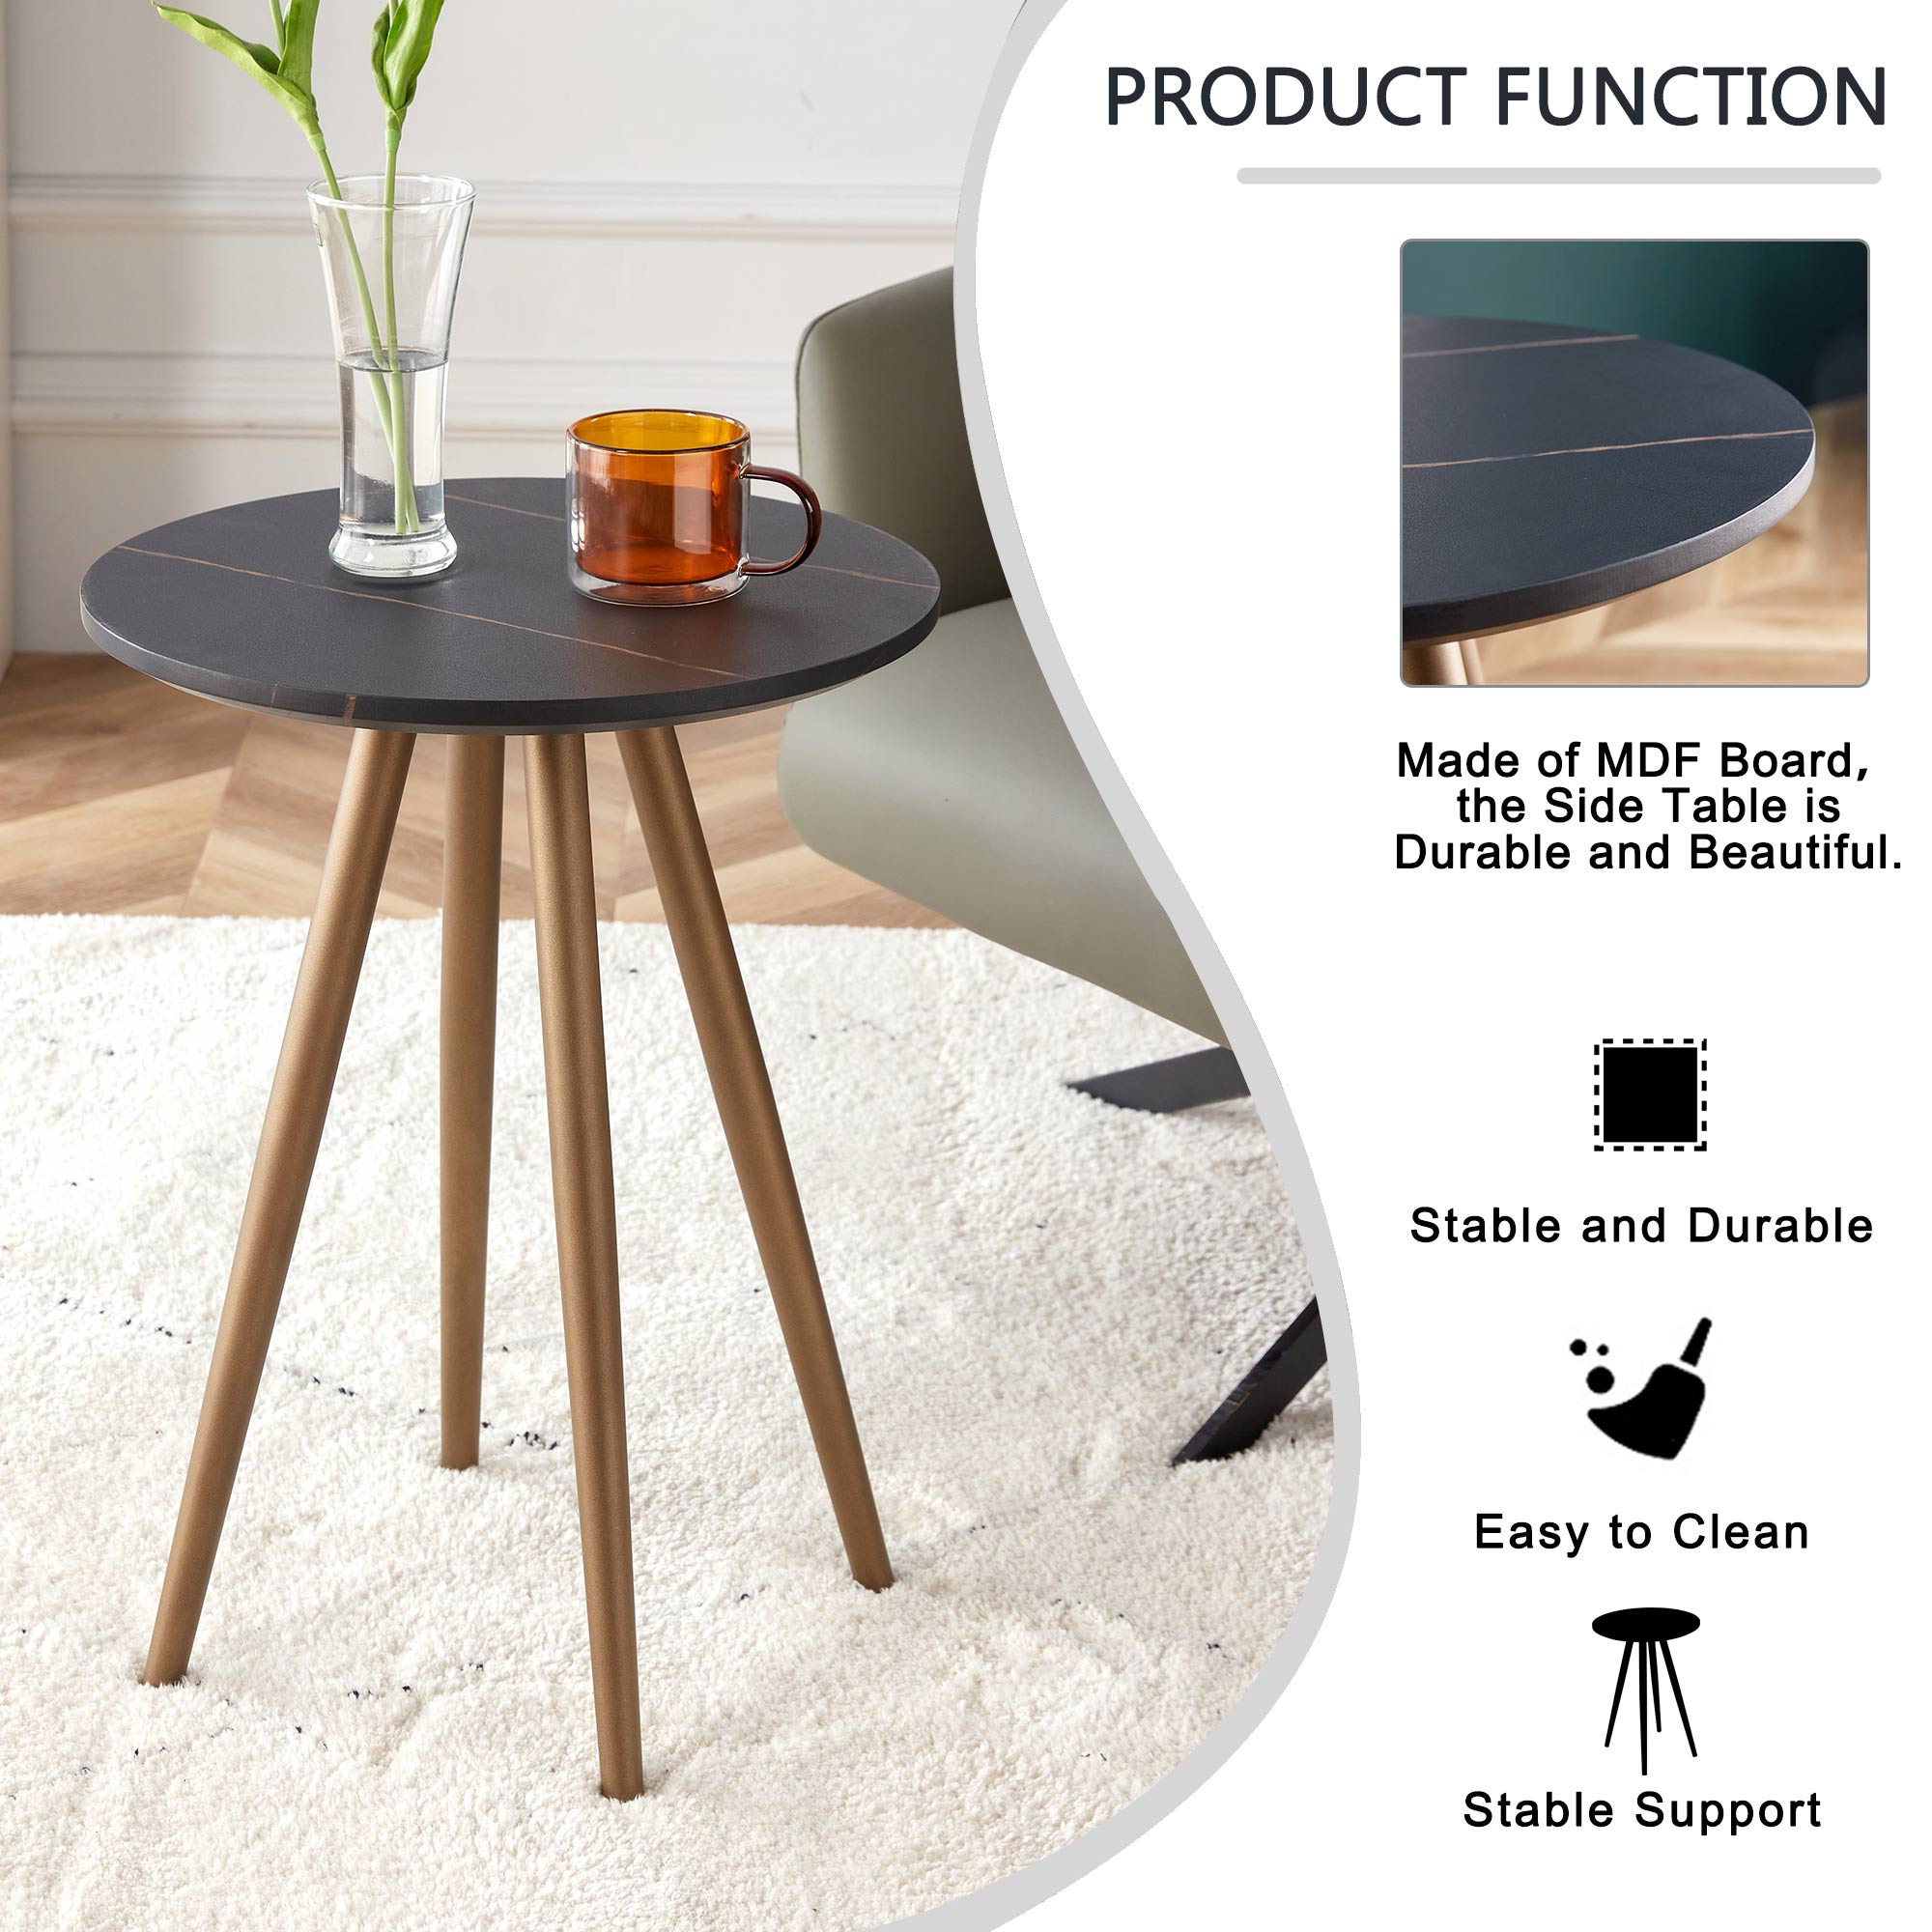 PRODUCT FUNCTION
Made of MDF Board,
the Side Table is
Durable and Beautiful.
Stable and Durable
Easy to Clean
Stable Support